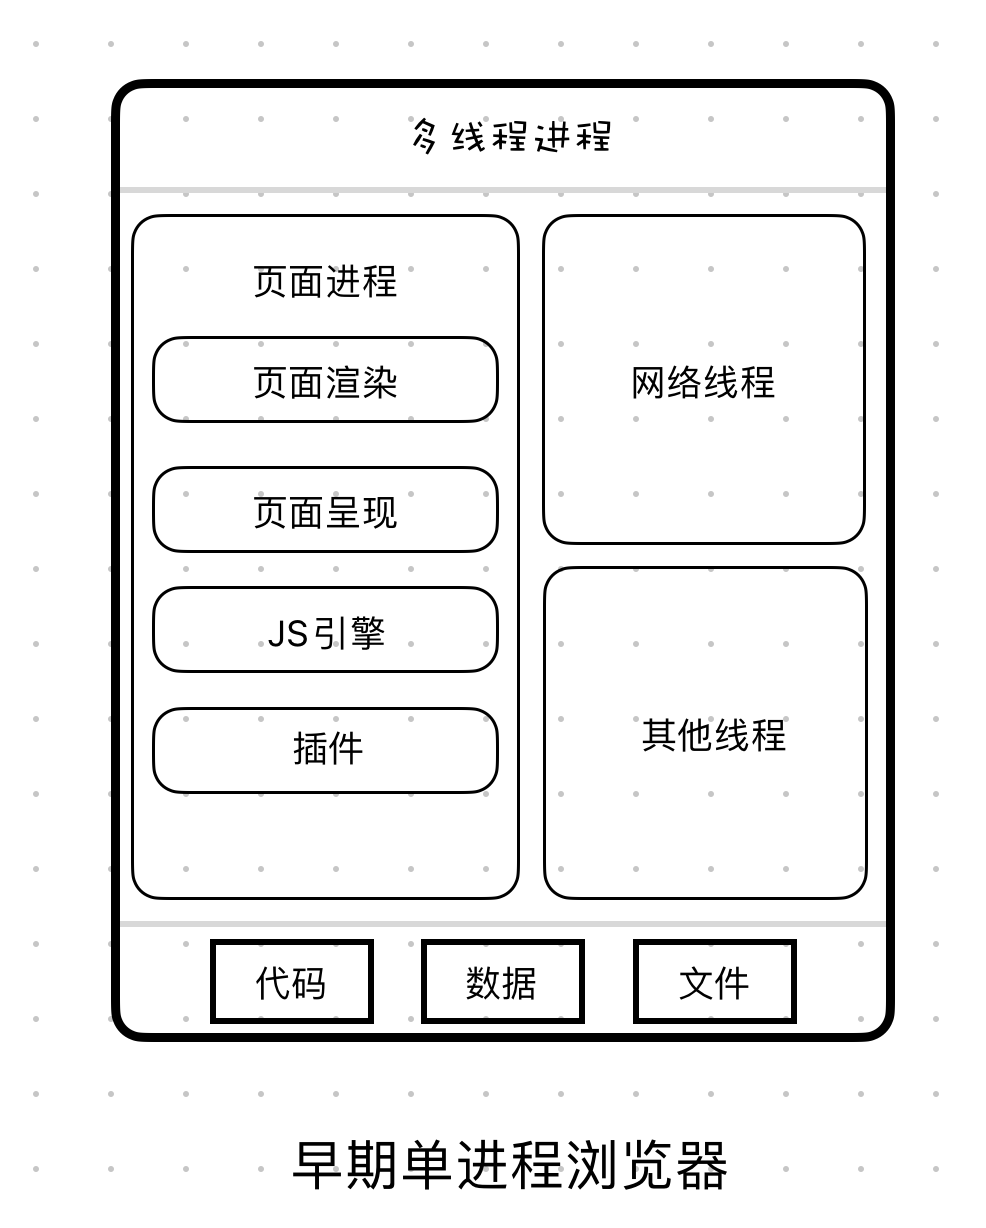 多线程进程
页面进程
页面渲染
页面呈现
JS引擎
插件
网络线程
其他线程
代码
数据
文件
早期单进程浏览器